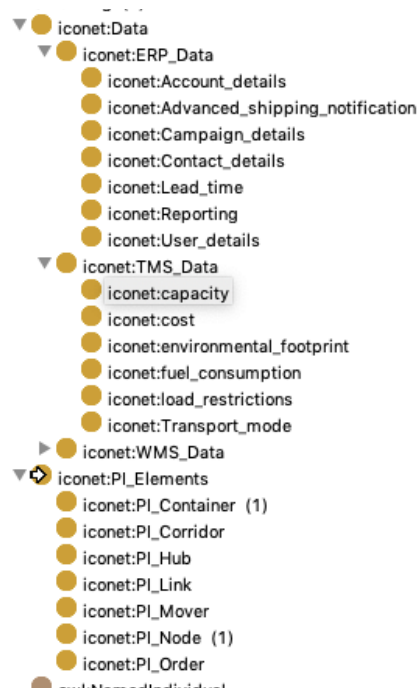 iconet:Data
iconet:ERP_Data
iconet:Account_details
iconet:Advanced_shipping_notification
iconet:Campaign_details
iconet:Contact_details
iconet:Lead_time
iconet:Reporting
iconet:User_details
iconet:TMS_Data
iconet:capacity
iconet:cost
iconet:environmental_footprint
iconet:fuel_consumption
iconet:load_restrictions
iconet:Transport_mode
iconet:WMS_Data
iconet:PI_Elements
iconet:PI_Container (1)
iconet:PI_Corridor
iconet:PI_Hub
iconet:PI_Link
iconet:PI_Mover
iconet:PI_Node (1)
iconet:PI_Order
owl:NamedIndividual